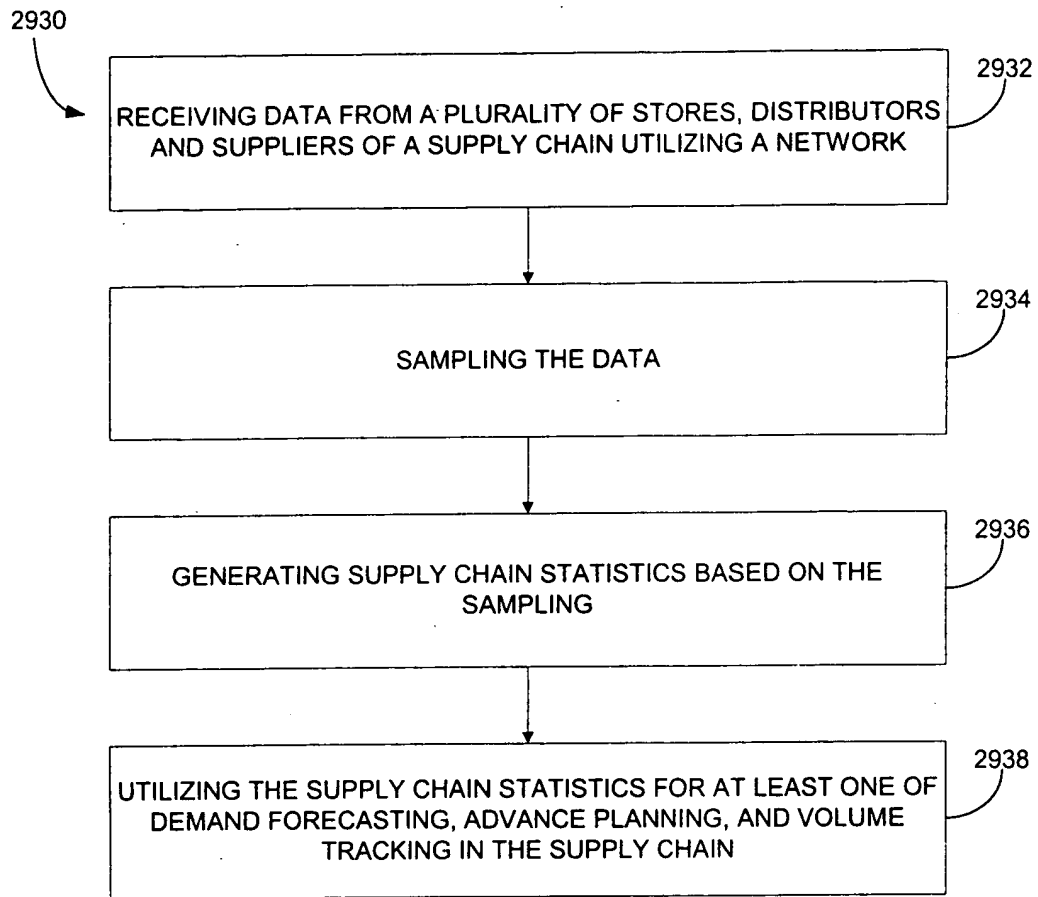 2930
2932
RECEIVING DATA FROM A PLURALITY OF STORES, DISTRIBUTORS
AND SUPPLIERS OF A SUPPLY CHAIN UTILIZING A NETWORK
2934
SAMPLING THE DATA
2936
GENERATING SUPPLY CHAIN STATISTICS BASED ON THE
SAMPLING
2938
UTILIZING THE SUPPLY CHAIN STATISTICS FOR AT LEAST ONE OF
DEMAND FORECASTING, ADVANCE PLANNING, AND VOLUME
TRACKING IN THE SUPPLY CHAIN